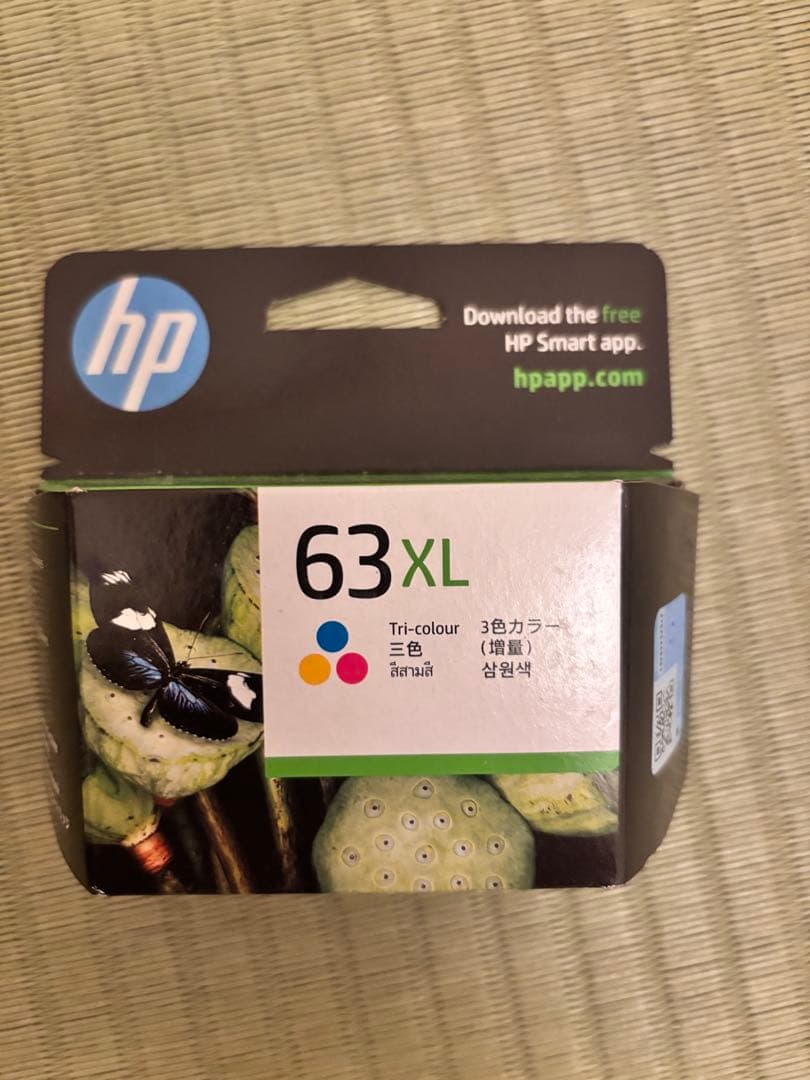 hp
Download the free
HP Smart app.
hpapp.com
63XL
Tri-colour
三色
สีสามสี
3色カラー
(増量)
삼원색